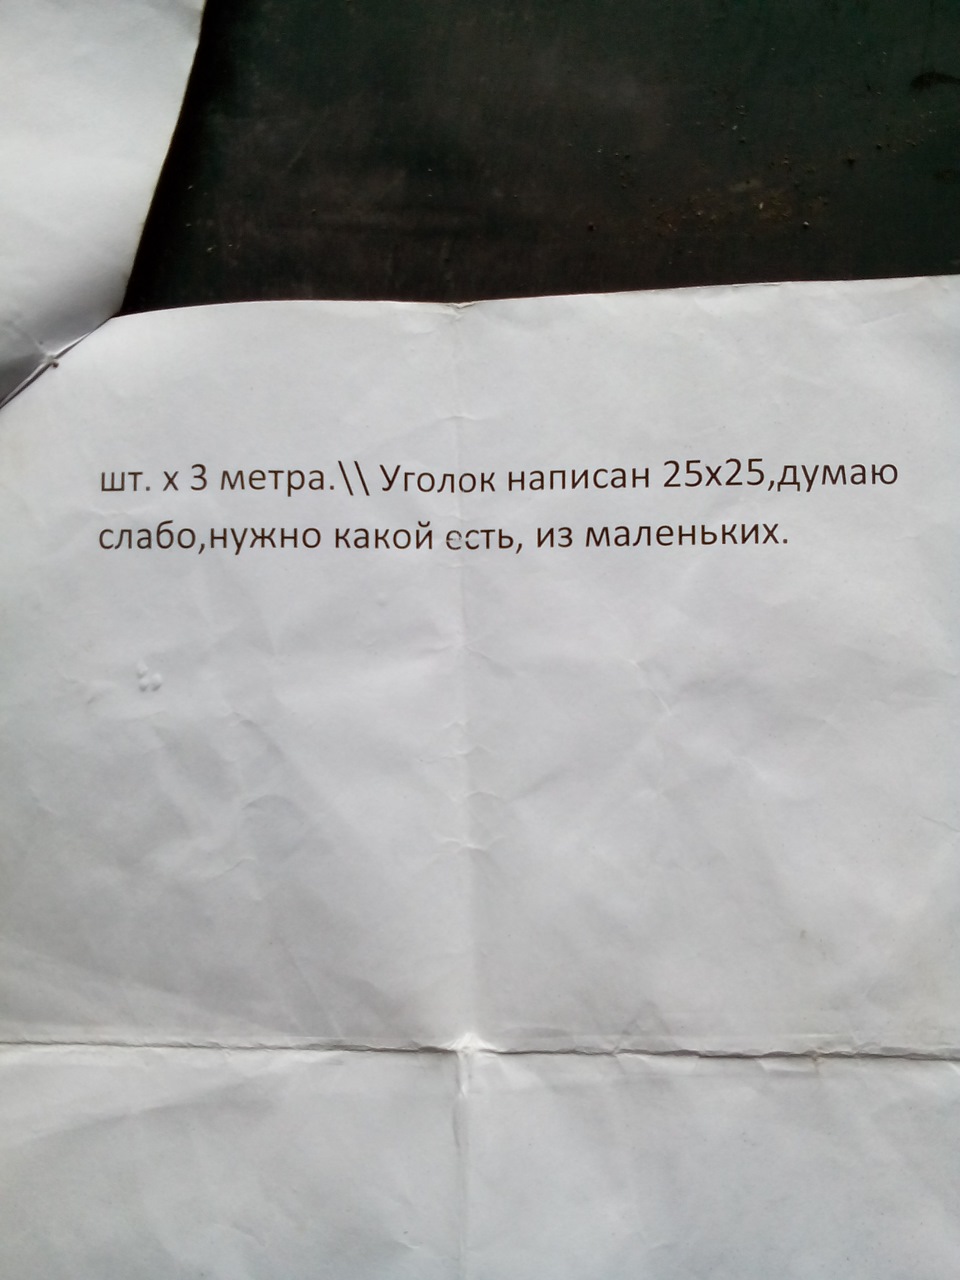 шт. х 3 метра.\\ Уголок написан 25х25,думаю
слабо,нужно какой есть, из маленьких.